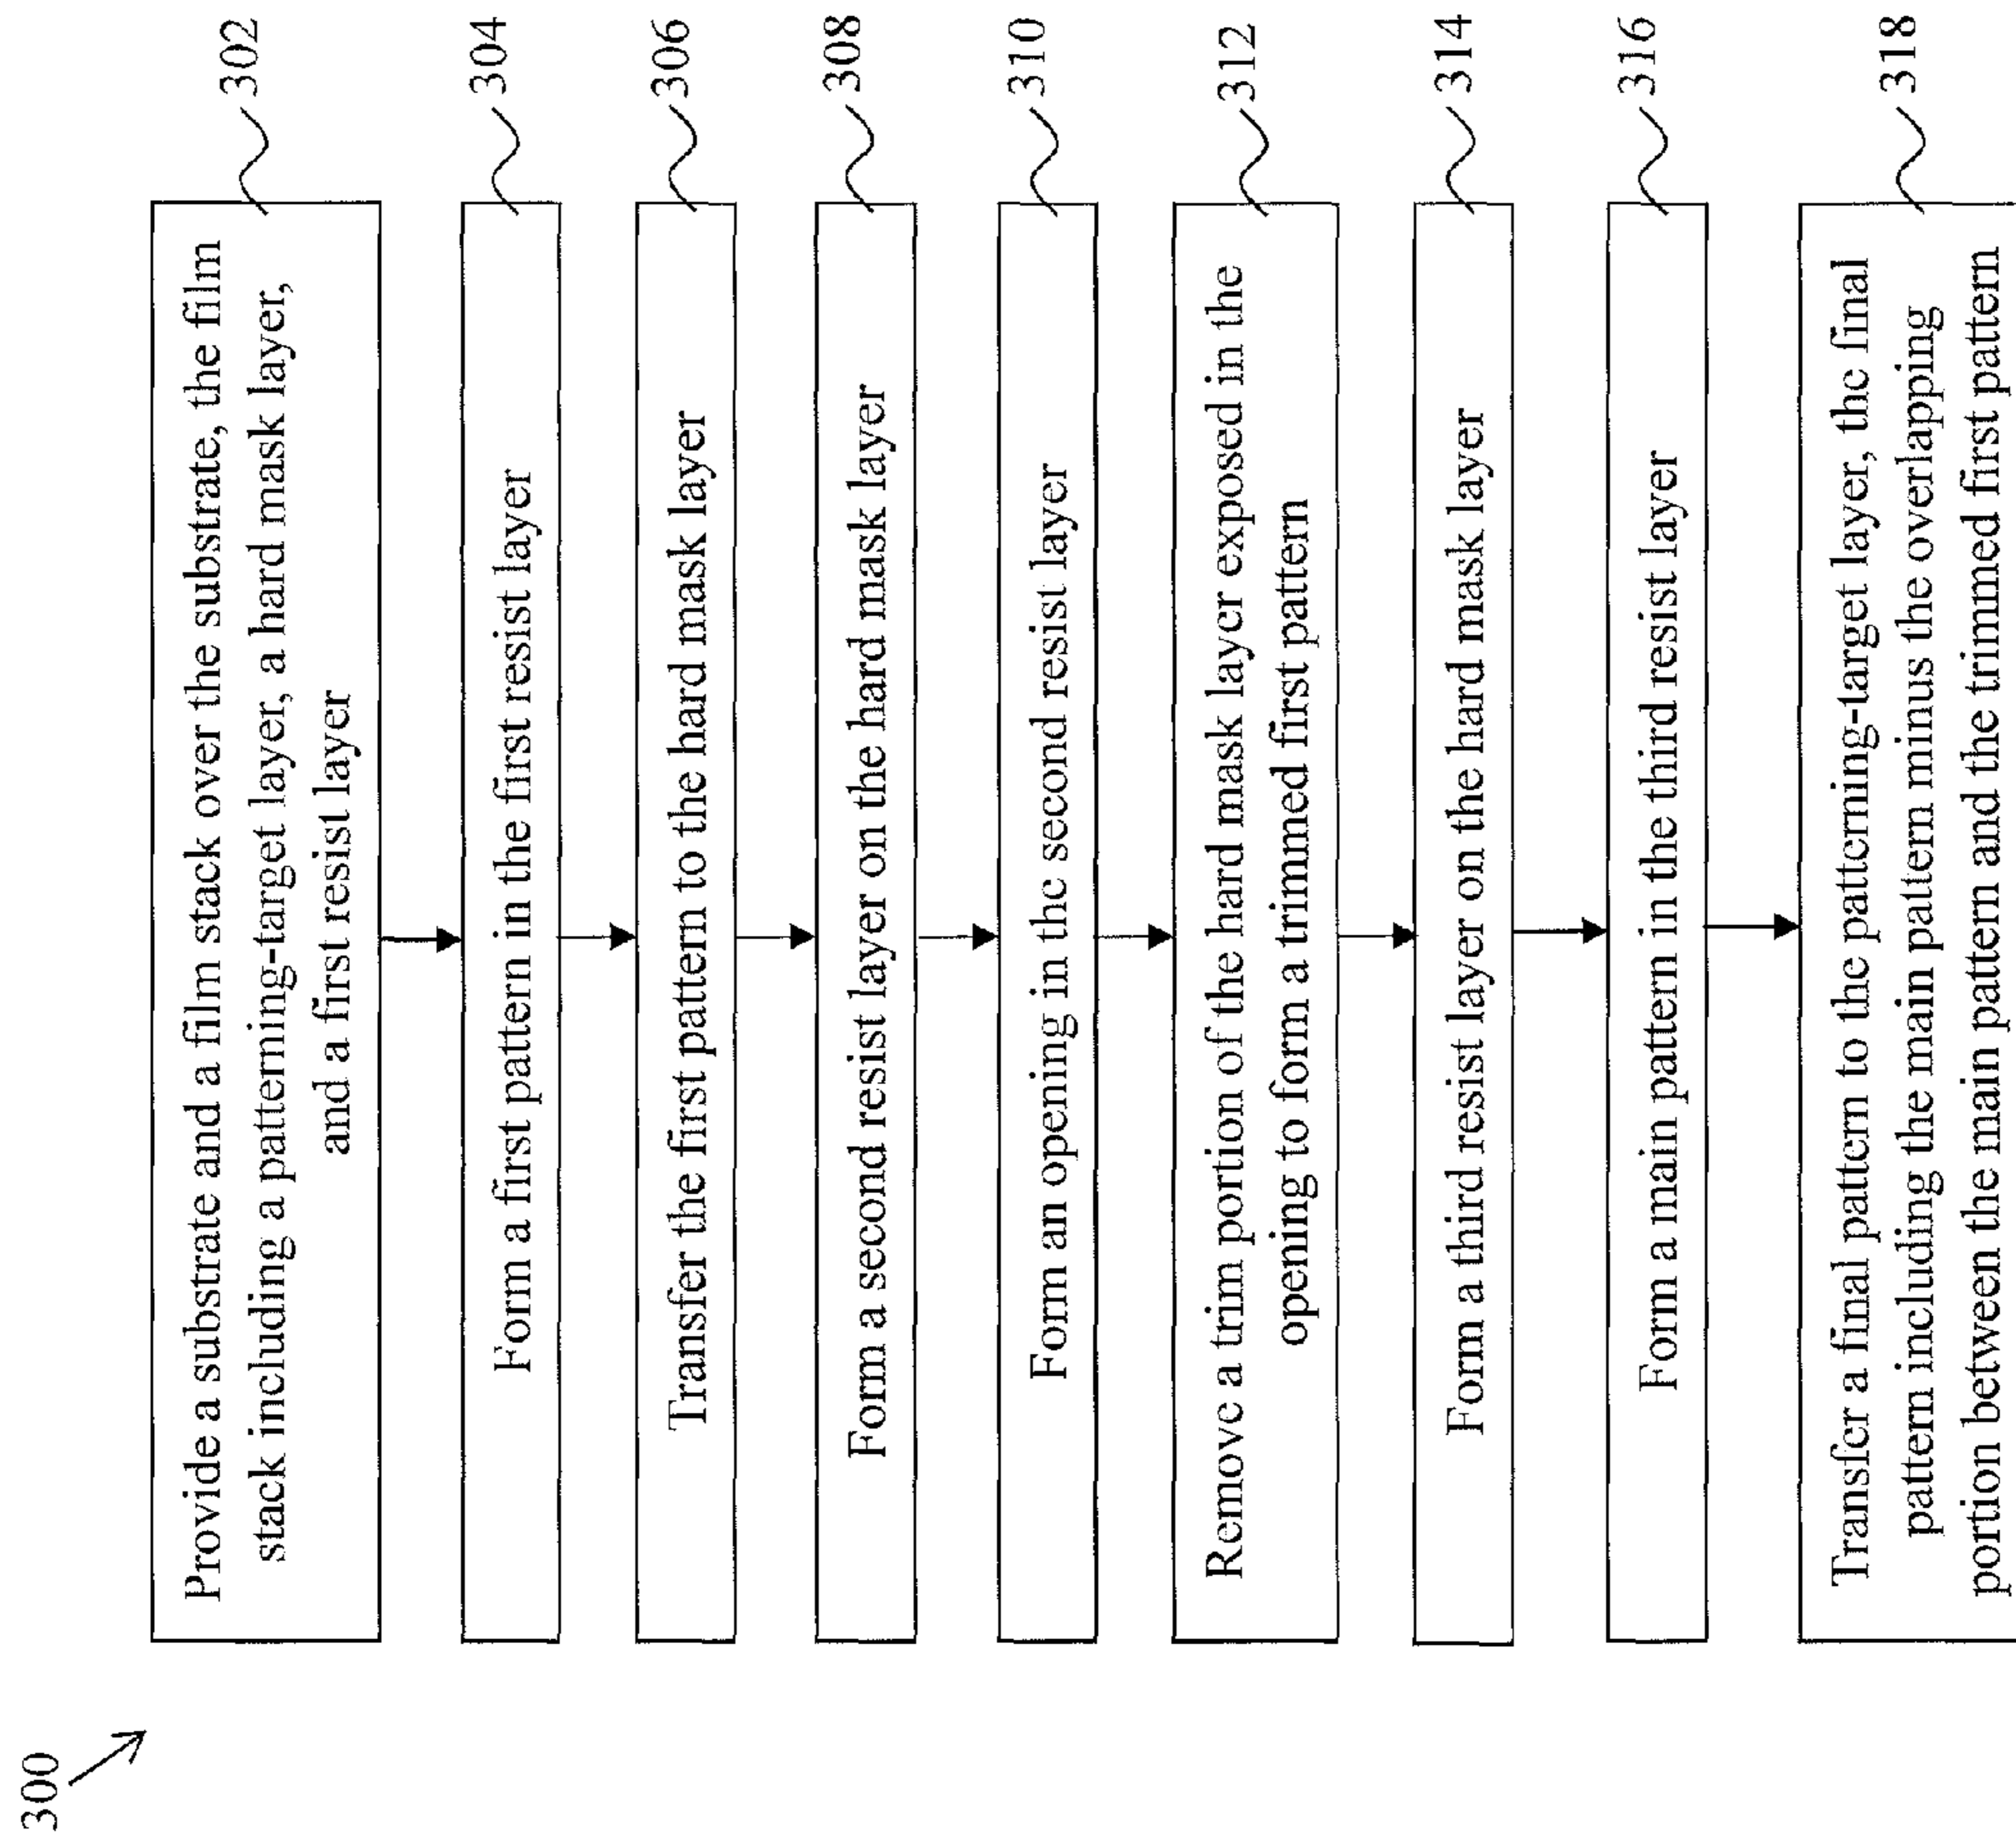 300
Provide a substrate and a film stack over the substrate, the film
stack including a patterning-target layer, a hard mask layer,
and a first resist layer
302
Form a first pattern in the first resist layer
304
Transfer the first pattern to the hard mask layer
306
Form a second resist layer on the hard mask layer
308
Form an opening in the second resist layer
310
Remove a trim portion of the hard mask layer exposed in the
opening to form a trimmed first pattern
312
Form a third resist layer on the hard mask layer
314
Form a main pattern in the third resist layer
316
Transfer a final pattern to the patterning-target layer, the final
pattern including the main pattern minus the overlapping
portion between the main pattern and the trimmed first pattern
318